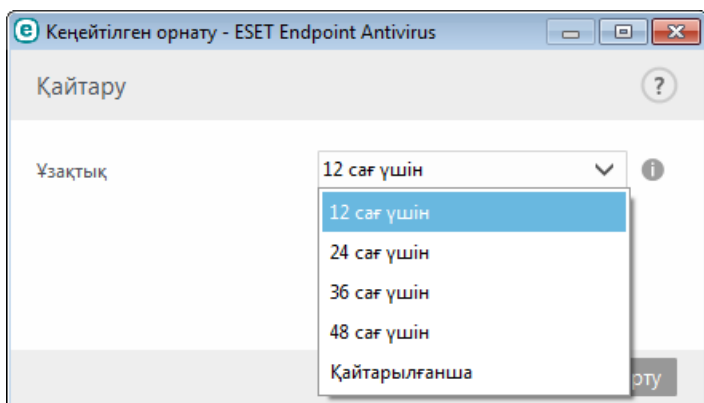 Кеңейтілген орнату - ESET Endpoint Antivirus
Қайтару
?
Ұзақтық
12 сағ үшін
12 сағ үшін
24 сағ үшін
36 сағ үшін
48 сағ үшін
Қайтарылғанша